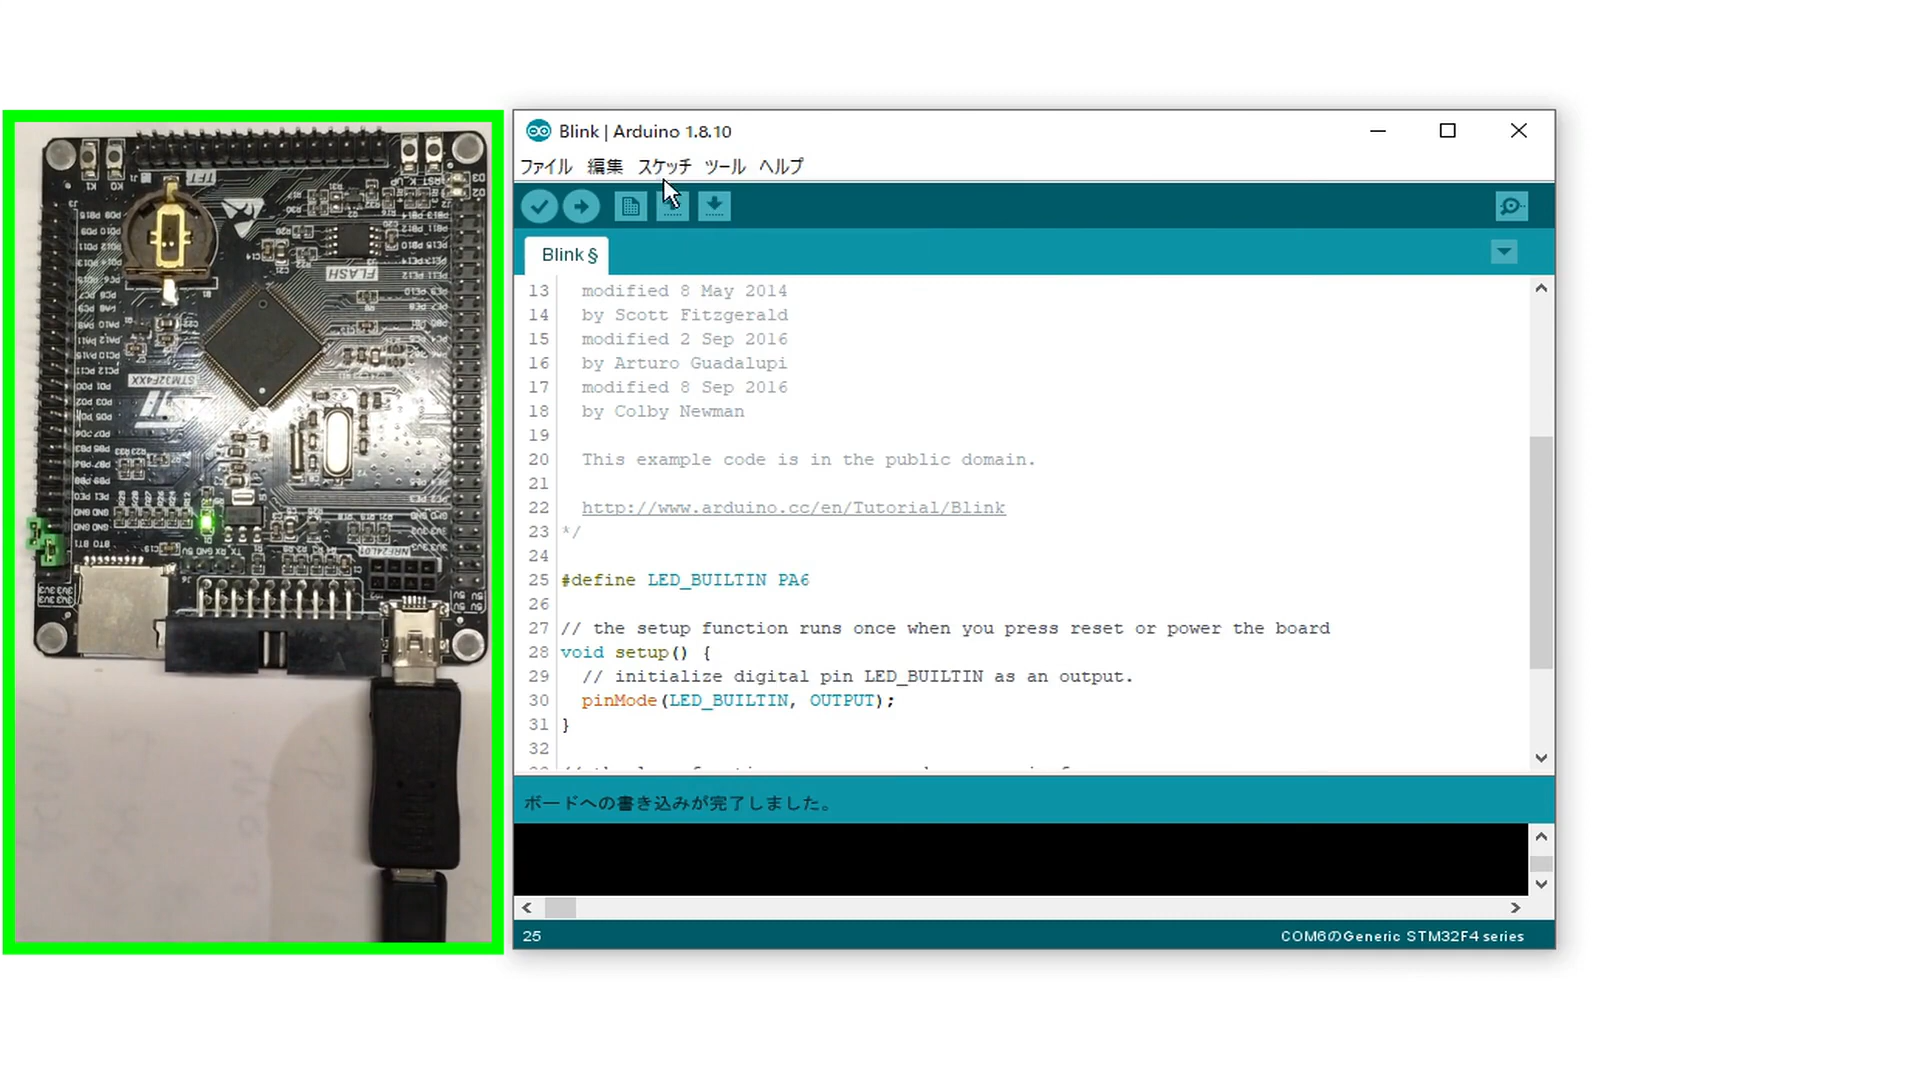 Blink | Arduino 1.8.10
ファイル 編集 スケッチ ツール ヘルプ
Blink §
13 modified 8 May 2014
14 by Scott Fitzgerald
15 modified 2 Sep 2016
16 by Arturo Guadalupi
17 modified 8 Sep 2016
18 by Colby Newman
19
20 This example code is in the public domain.
21
22 http://www.arduino.cc/en/Tutorial/Blink
23 */
24
25 #define LED_BUILTIN PA6
26
27 // the setup function runs once when you press reset or power the board
28 void setup() {
29 // initialize digital pin LED_BUILTIN as an output.
30 pinMode(LED_BUILTIN, OUTPUT);
31 }
32
ボードへの書き込みが完了しました。
25
COM6のGeneric STM32F4 series
TFT
FLASH
STM32F4XX
NRF24L01